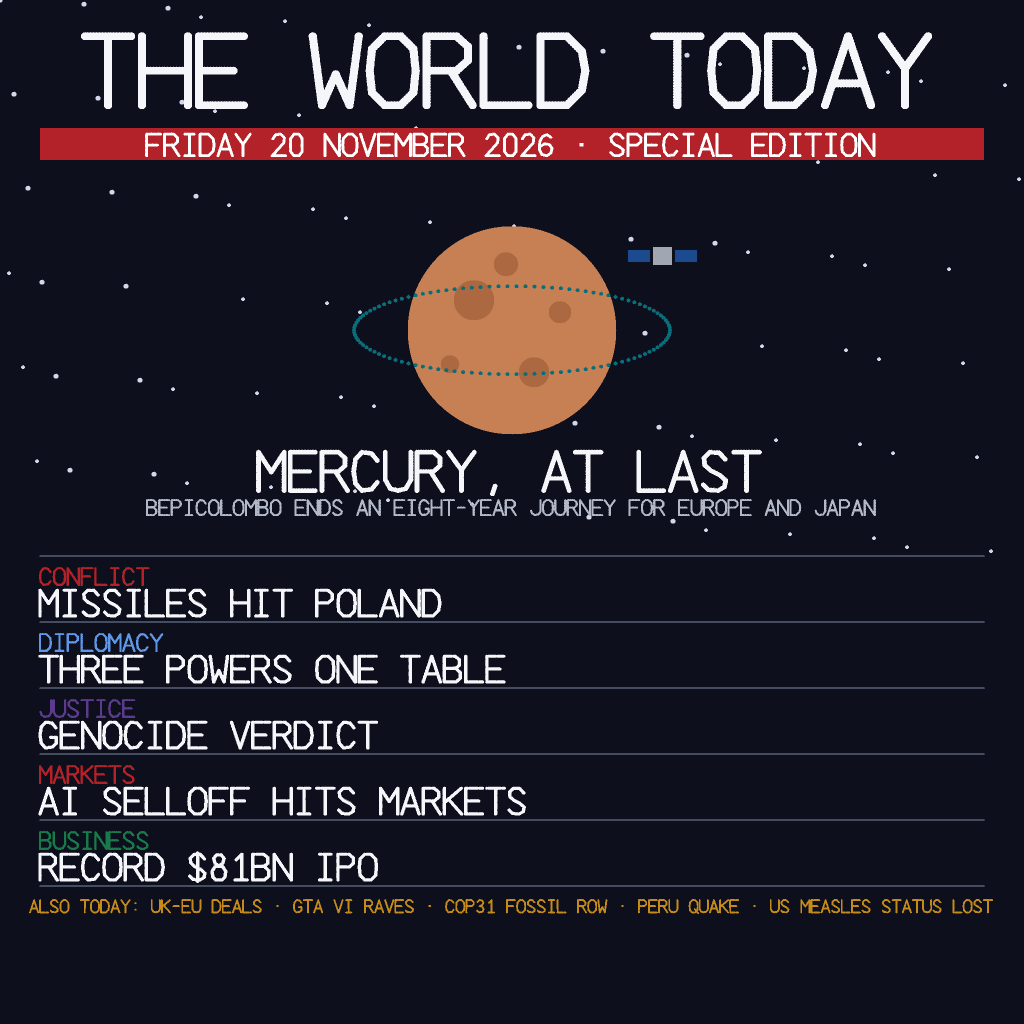 THE WORLD TODAY
FRIDAY 20 NOVEMBER 2026 · SPECIAL EDITION
MERCURY, AT LAST
BEPICOLOMBO ENDS AN EIGHT-YEAR JOURNEY FOR EUROPE AND JAPAN
CONFLICT
MISSILES HIT POLAND
DIPLOMACY
THREE POWERS ONE TABLE
JUSTICE
GENOCIDE VERDICT
MARKETS
AI SELLOFF HITS MARKETS
BUSINESS
RECORD $81BN IPO
ALSO TODAY: UK-EU DEALS · GTA VI RAVES · COP31 FOSSIL ROW · PERU QUAKE · US MEASLES STATUS LOST